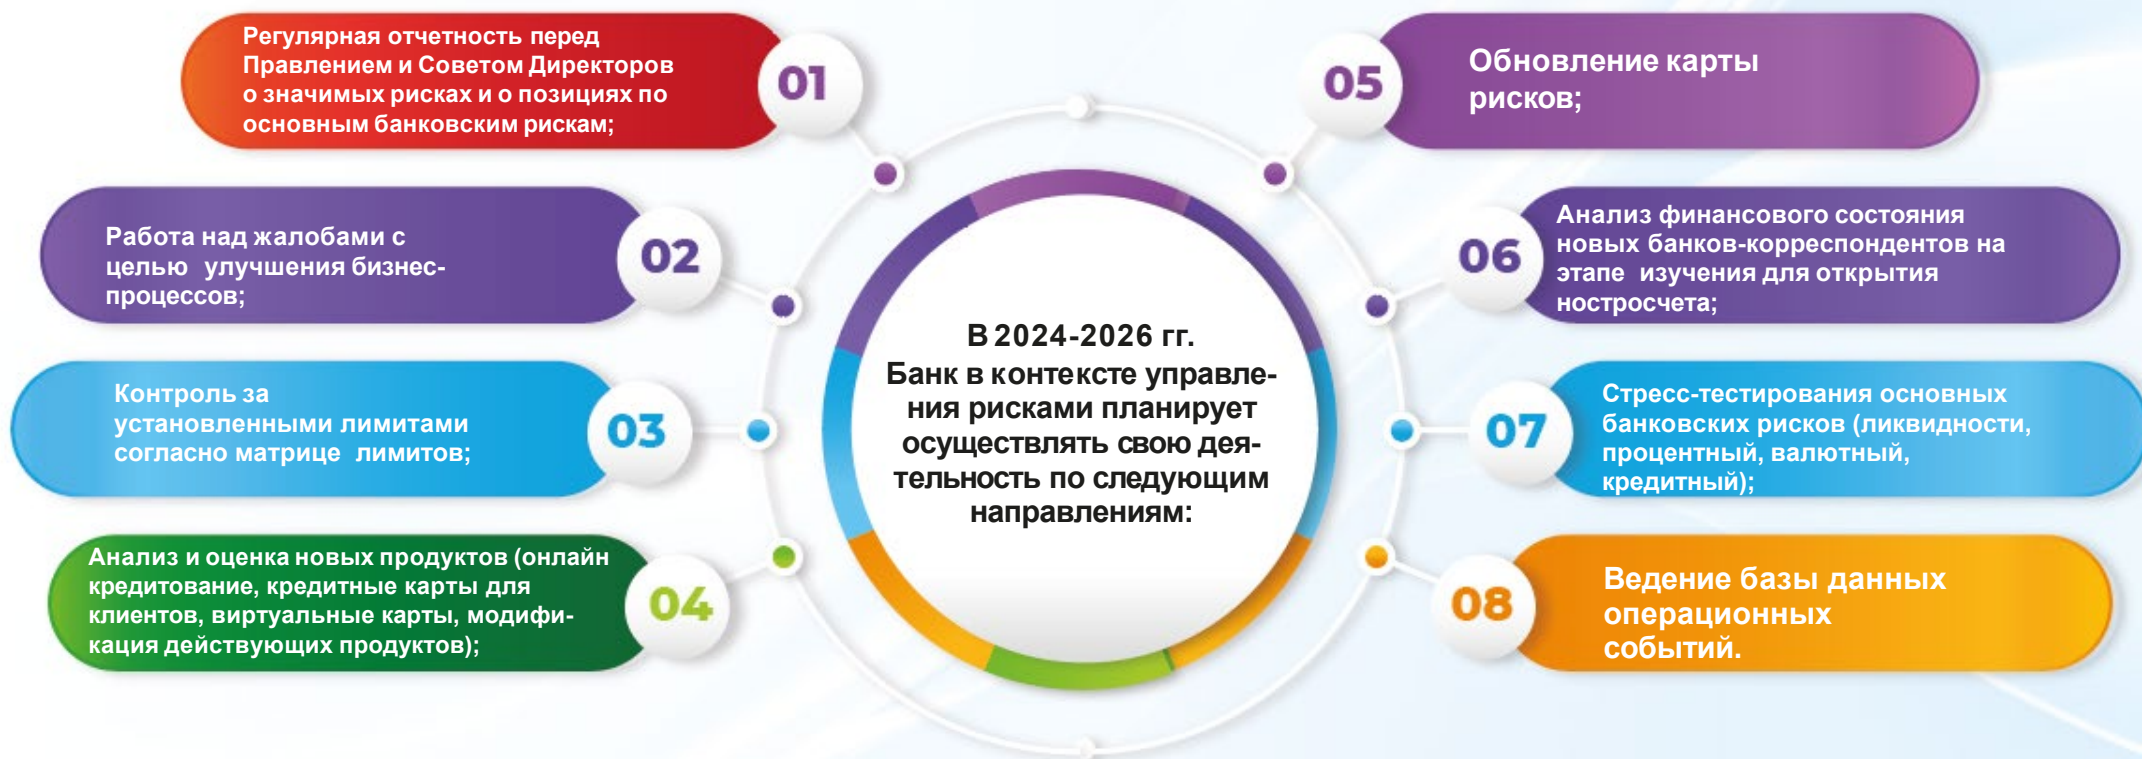 Регулярная отчетность перед
Правлением и Советом Директоров
о значимых рисках и о позициях по
основным банковским рискам;
01
Работа над жалобами с
целью улучшения бизнес-
процессов;
02
Контроль за
установленными лимитами
согласно матрице лимитов;
03
Анализ и оценка новых продуктов (онлайн
кредитование, кредитные карты для
клиентов, виртуальные карты, модифи-
кация действующих продуктов);
04
В 2024-2026 гг.
Банк в контексте управле-
ния рисками планирует
осуществлять свою дея-
тельность по следующим
направлениям:
05
Обновление карты
рисков;
06
Анализ финансового состояния
новых банков-корреспондентов на
этапе изучения для открытия
ностросчета;
07
Стресс-тестирования основных
банковских рисков (ликвидности,
процентный, валютный,
кредитный);
08
Ведение базы данных
операционных
событий.